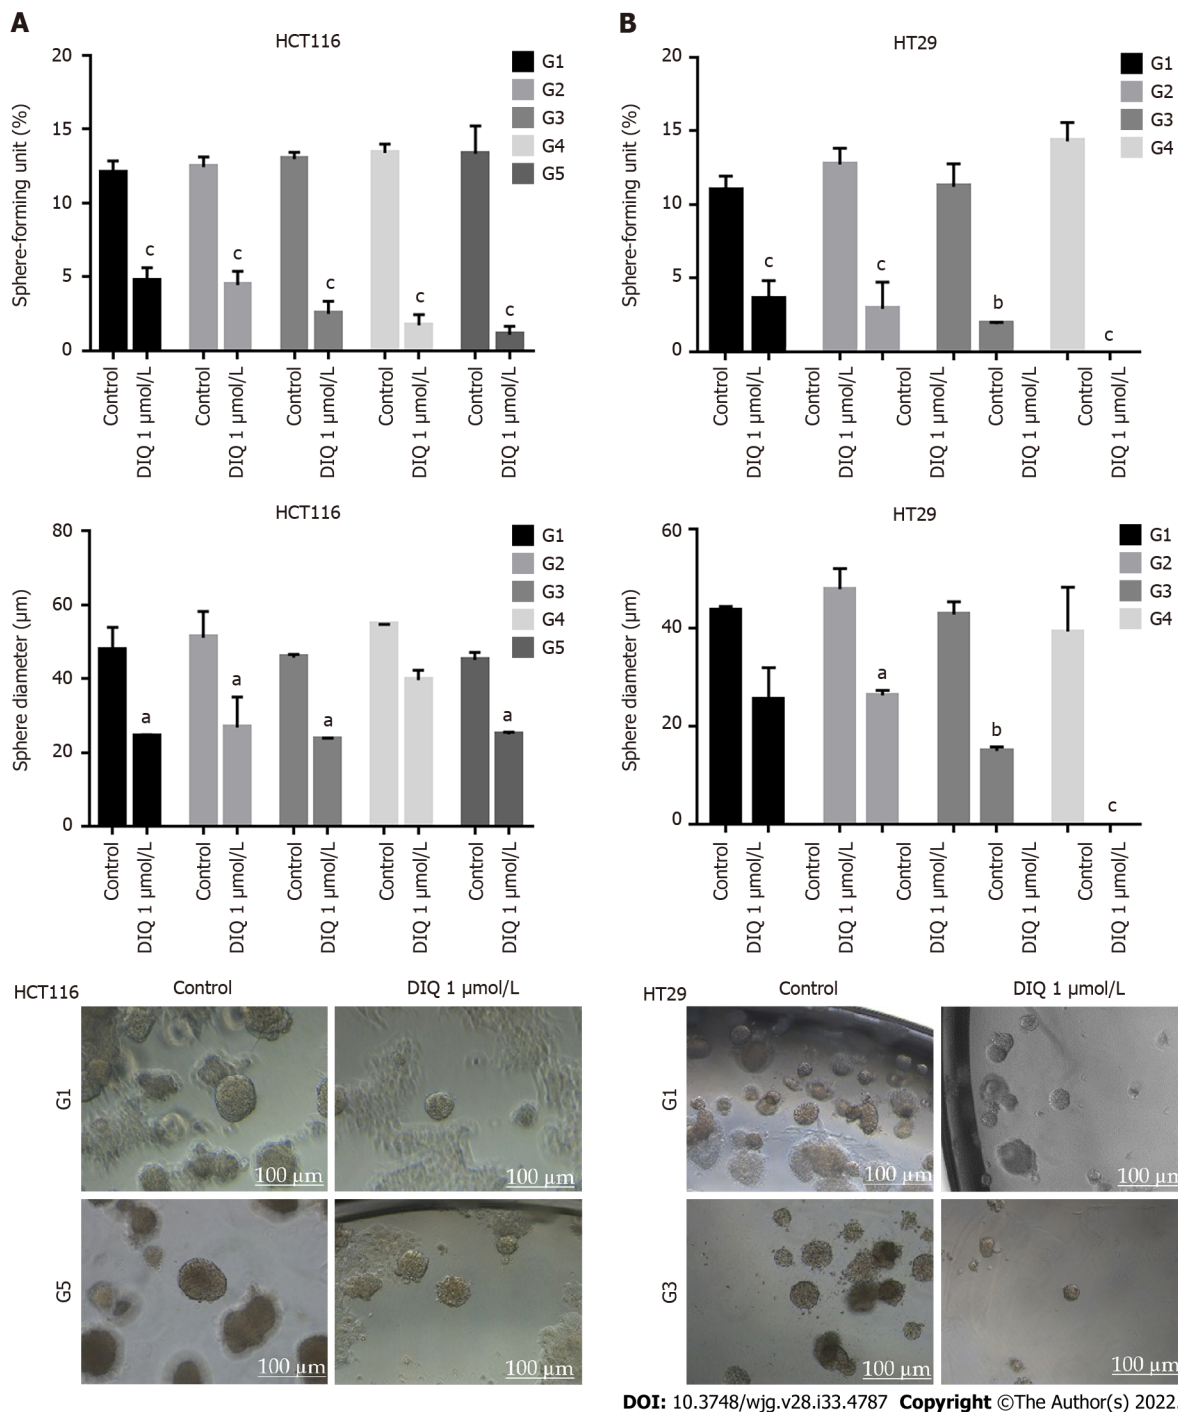 A
HCT116
20
15
10
5
0
Sphere-forming unit (%)
G1
G2
G3
G4
G5
c
c
c
c
c
Control
DIQ 1 µmol/L
Control
DIQ 1 µmol/L
Control
DIQ 1 µmol/L
Control
DIQ 1 µmol/L
Control
DIQ 1 µmol/L
B
HT29
20
15
10
5
0
Sphere-forming unit (%)
G1
G2
G3
G4
c
c
b
c
Control
DIQ 1 µmol/L
Control
DIQ 1 µmol/L
Control
DIQ 1 µmol/L
Control
DIQ 1 µmol/L
HCT116
80
60
40
20
0
Sphere diameter (µm)
G1
G2
G3
G4
G5
a
a
a
a
Control
DIQ 1 µmol/L
Control
DIQ 1 µmol/L
Control
DIQ 1 µmol/L
Control
DIQ 1 µmol/L
Control
DIQ 1 µmol/L
HT29
60
40
20
0
Sphere diameter (µm)
G1
G2
G3
G4
a
b
c
Control
DIQ 1 µmol/L
Control
DIQ 1 µmol/L
Control
DIQ 1 µmol/L
Control
DIQ 1 µmol/L
HCT116
Control
DIQ 1 µmol/L
G1
100 µm
100 µm
G5
100 µm
100 µm
HT29
Control
DIQ 1 µmol/L
G1
100 µm
100 µm
G3
100 µm
100 µm
DOI: 10.3748/wjg.v28.i33.4787 Copyright ©The Author(s) 2022.